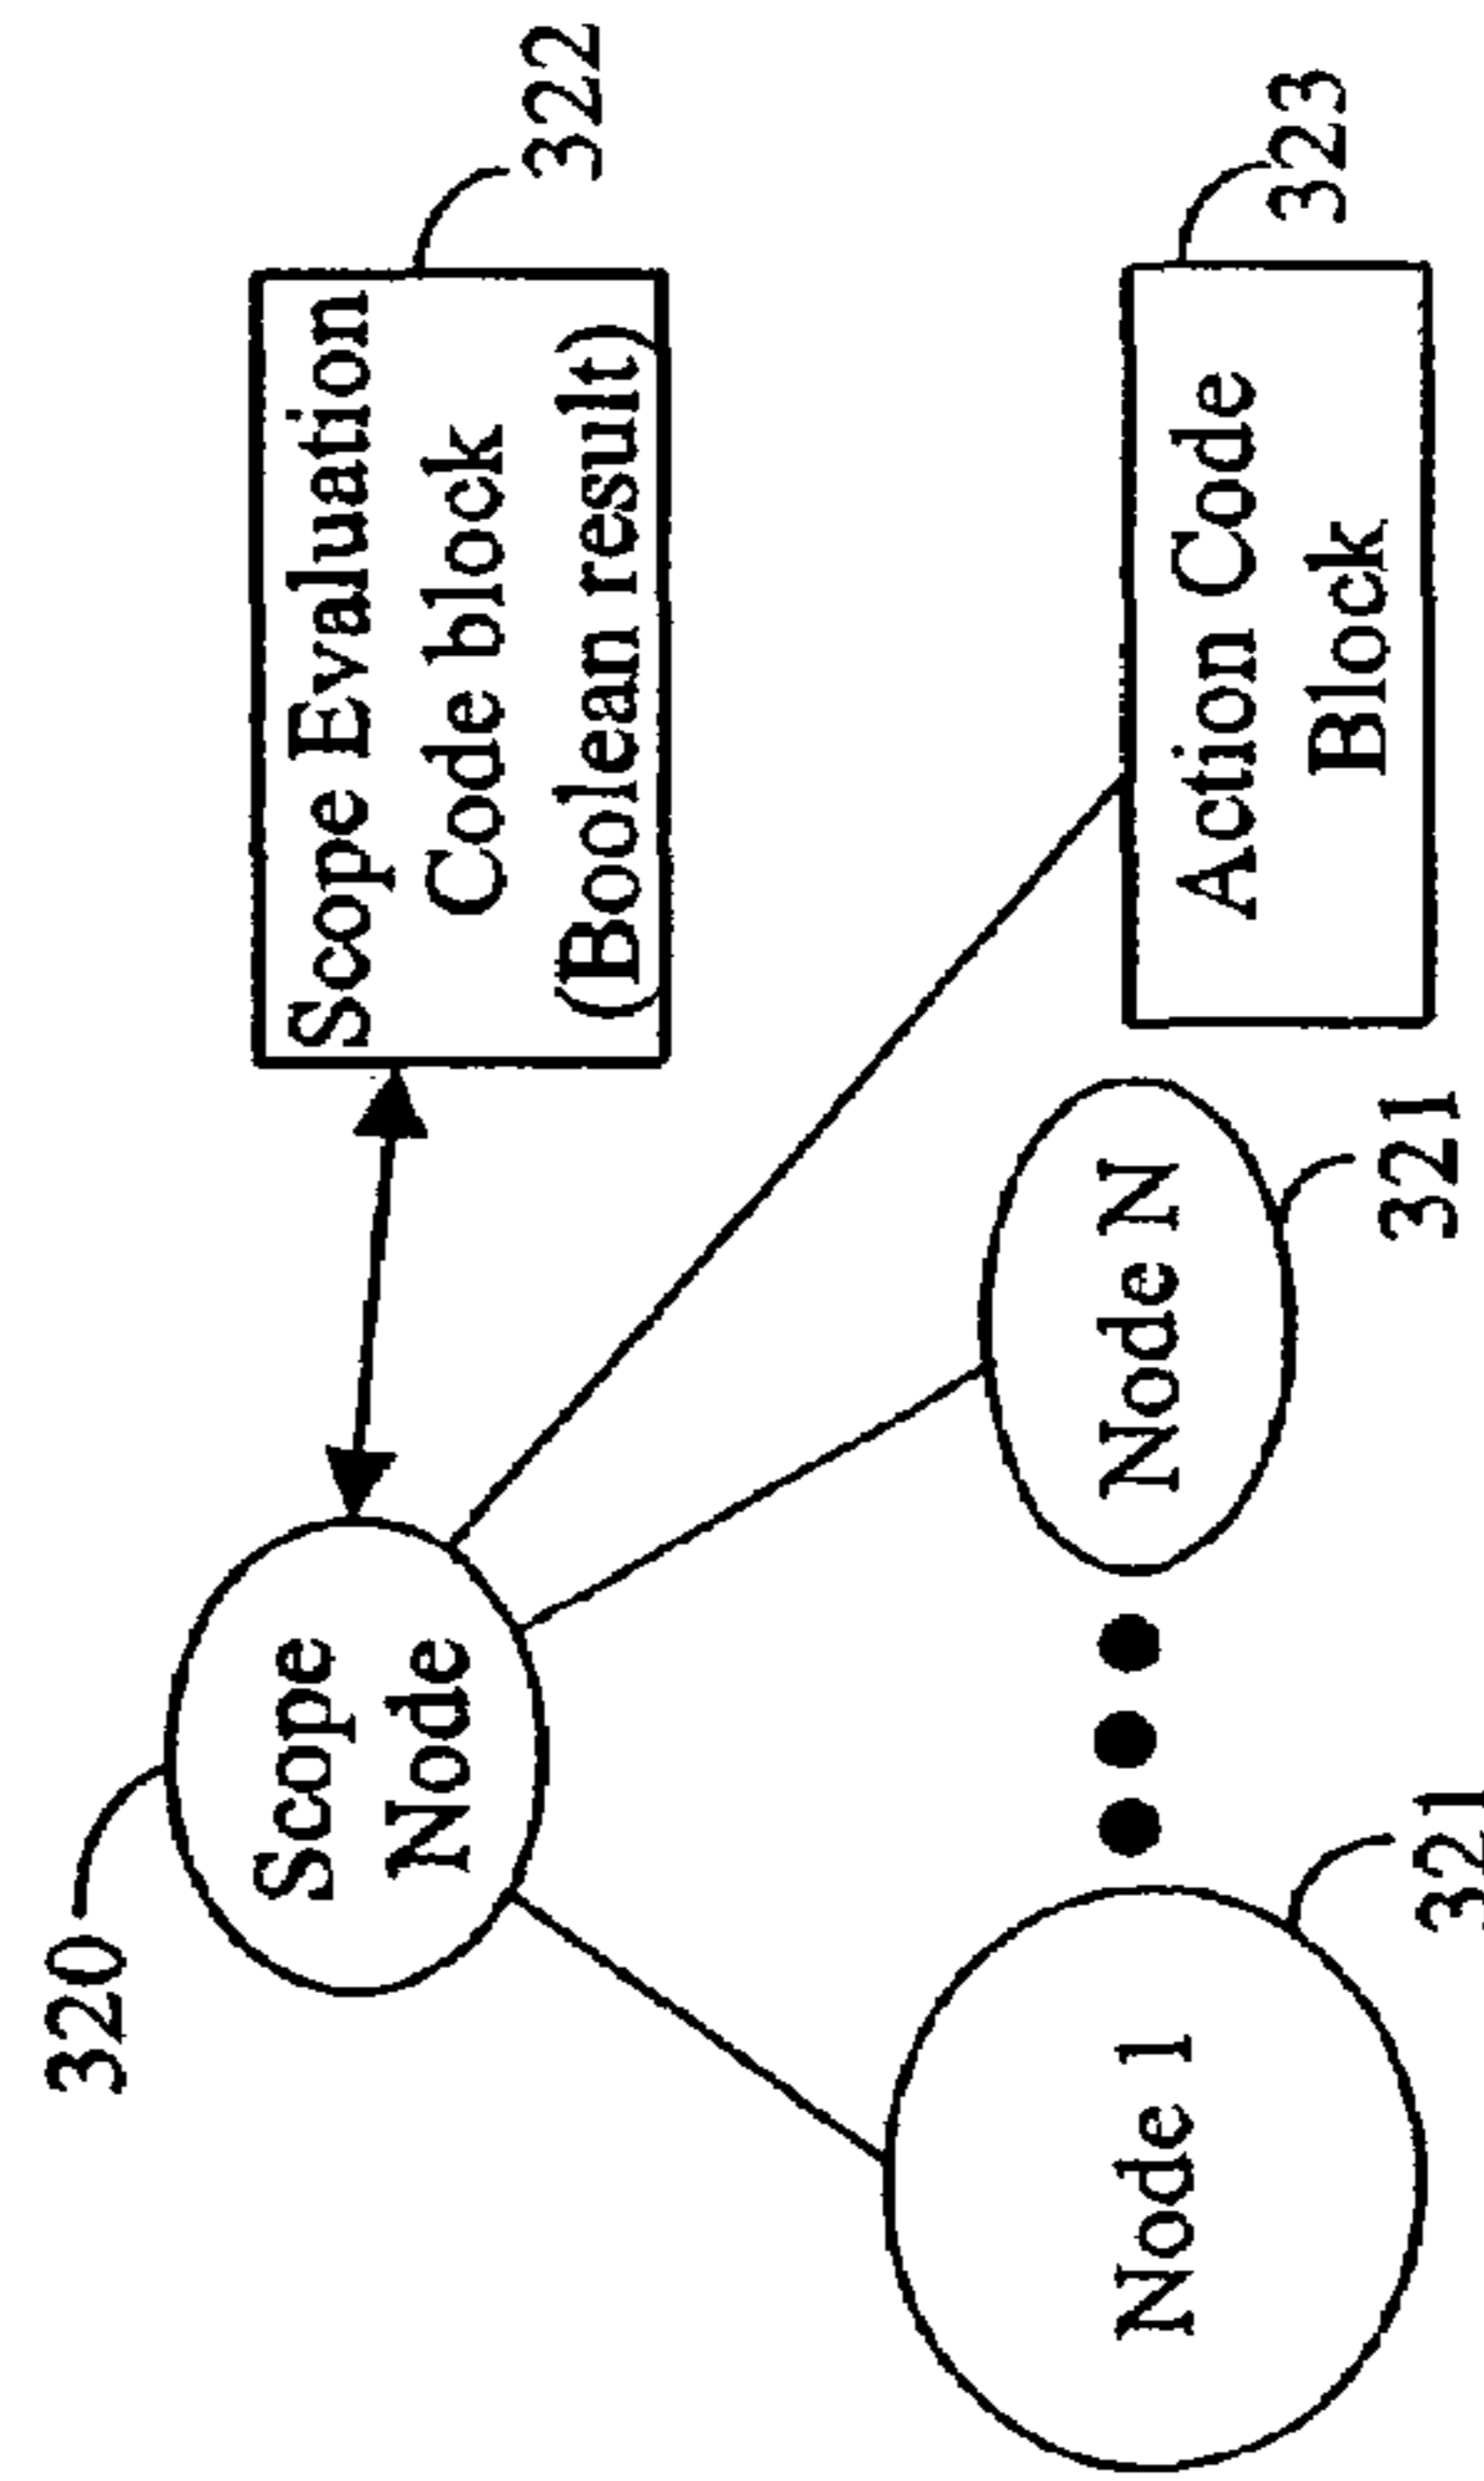 320
Scope
Node
Scope Evaluation
Code block
(Boolean result)
322
Node 1
321
Node N
321
Action Code
Block
323